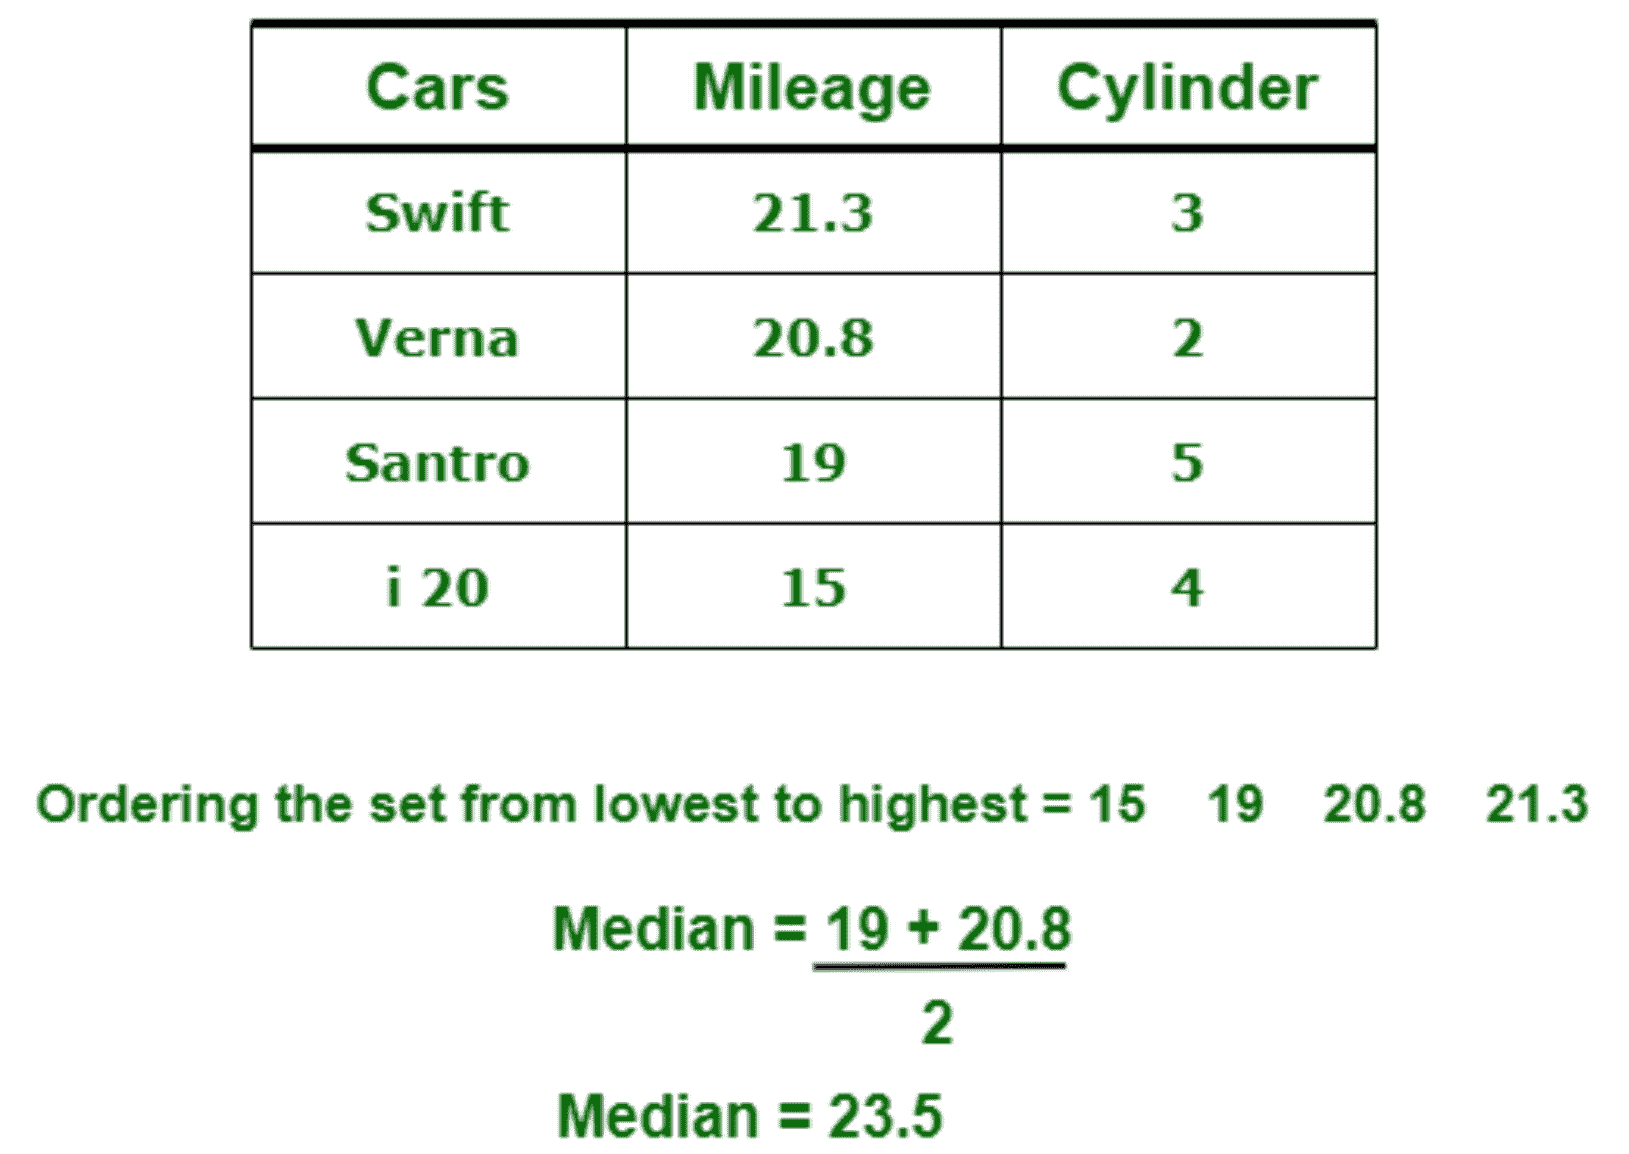 Cars Mileage Cylinder
Swift 21.3 3
Verna 20.8 2
Santro 19 5
i 20 15 4
Ordering the set from lowest to highest = 15 19 20.8 21.3
Median = 19 + 20.8
2
Median = 23.5